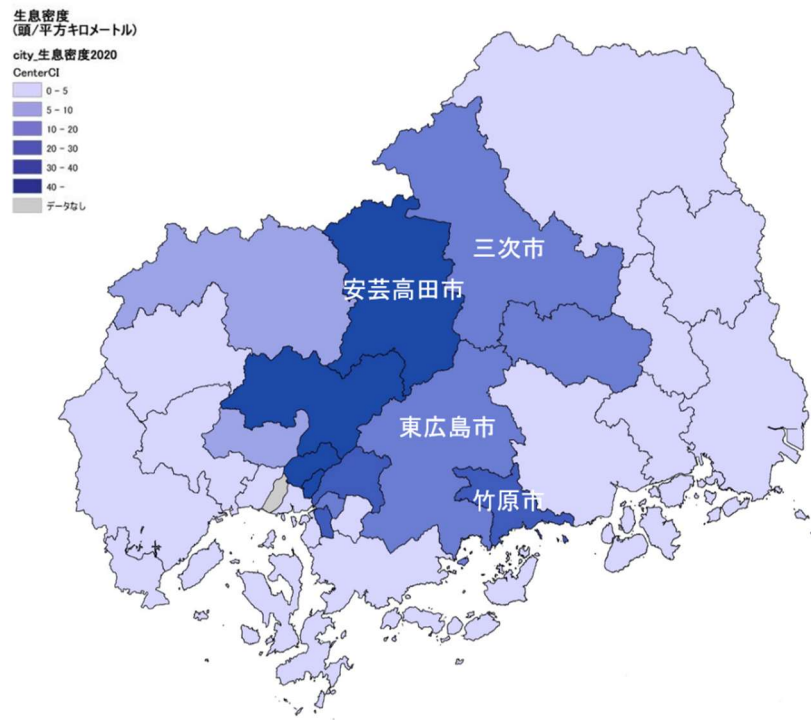 生息密度
(頭/平方キロメートル)
city_生息密度2020
CenterCI
0 - 5
5 - 10
10 - 20
20 - 30
30 - 40
40 -
データなし
三次市
安芸高田市
東広島市
竹原市